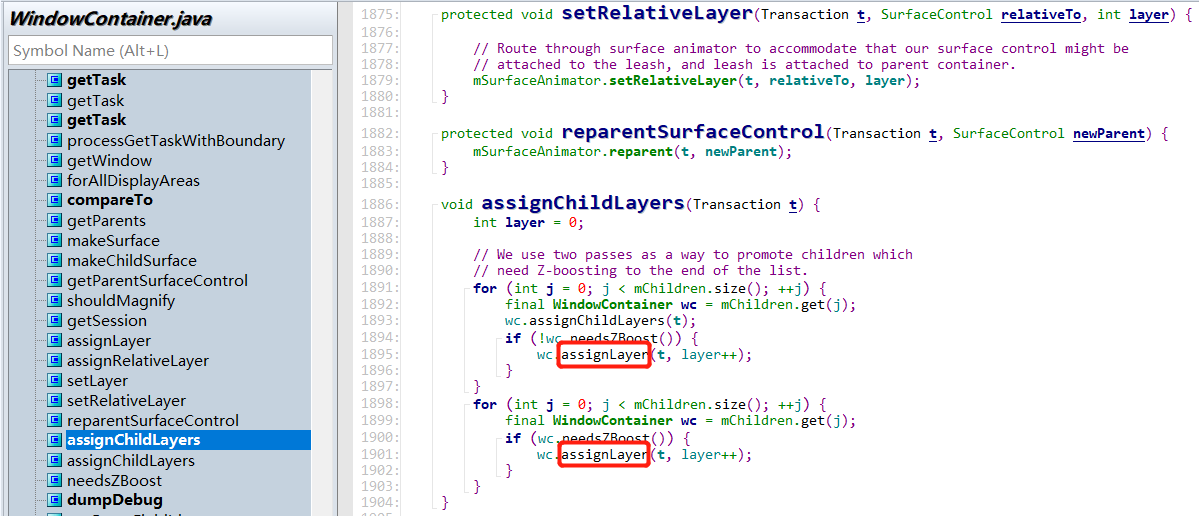 WindowContainer.java
Symbol Name (Alt+L)
getTask
getTask
getTask
processGetTaskWithBoundary
getWindow
forAllDisplayAreas
compareTo
getParents
makeSurface
makeChildSurface
getParentSurfaceControl
shouldMagnify
getSession
assignLayer
assignRelativeLayer
setLayer
setRelativeLayer
reparentSurfaceControl
assignChildLayers
assignChildLayers
needsZBoost
dumpDebug
1875: protected void setRelativeLayer(Transaction t, SurfaceControl relativeTo, int layer) {
1876:
1877: // Route through surface animator to accommodate that our surface control might be
1878: // attached to the leash, and leash is attached to parent container.
1879: mSurfaceAnimator.setRelativeLayer(t, relativeTo, layer);
1880: }
1881:
1882: protected void reparentSurfaceControl(Transaction t, SurfaceControl newParent) {
1883: mSurfaceAnimator.reparent(t, newParent);
1884: }
1885:
1886: void assignChildLayers(Transaction t) {
1887: int layer = 0;
1888:
1889: // We use two passes as a way to promote children which
1890: // need Z-boosting to the end of the list.
1891: for (int j = 0; j < mChildren.size(); ++j) {
1892: final WindowContainer wc = mChildren.get(j);
1893: wc.assignChildLayers(t);
1894: if (!wc.needsZBoost()) {
1895: wc.assignLayer(t, layer++);
1896: }
1897: }
1898: for (int j = 0; j < mChildren.size(); ++j) {
1899: final WindowContainer wc = mChildren.get(j);
1900: if (wc.needsZBoost()) {
1901: wc.assignLayer(t, layer++);
1902: }
1903: }
1904: }